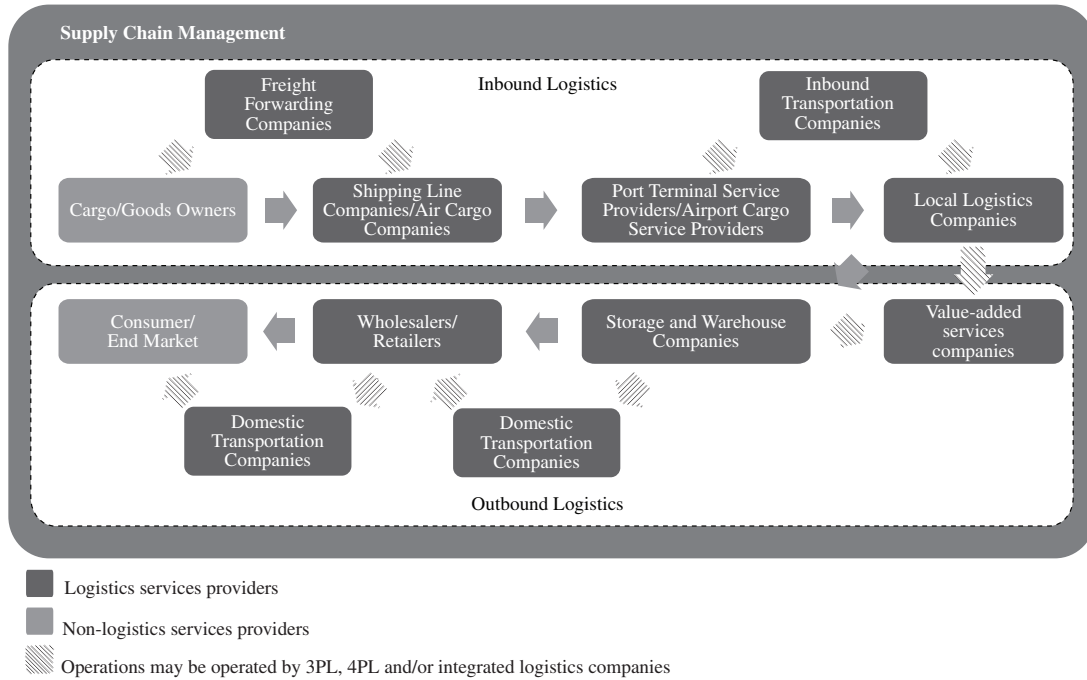 Supply Chain Management
Inbound Logistics
Freight
Forwarding
Companies
Inbound
Transportation
Companies
Cargo/Goods Owners
Shipping Line
Companies/Air Cargo
Companies
Port Terminal Service
Providers/Airport Cargo
Service Providers
Local Logistics
Companies
Consumer/
End Market
Wholesalers/
Retailers
Storage and Warehouse
Companies
Value-added
services
companies
Domestic
Transportation
Companies
Domestic
Transportation
Companies
Outbound Logistics
Logistics services providers
Non-logistics services providers
Operations may be operated by 3PL, 4PL and/or integrated logistics companies